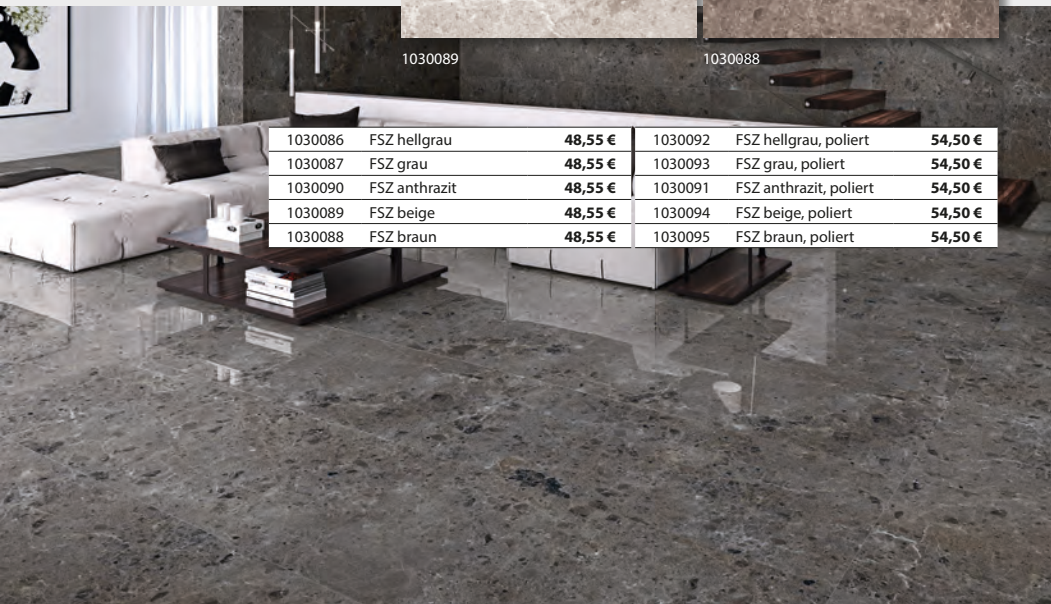 1030089
1030088
1030086 FSZ hellgrau 48,55 €
1030087 FSZ grau 48,55 €
1030090 FSZ anthrazit 48,55 €
1030089 FSZ beige 48,55 €
1030088 FSZ braun 48,55 €
1030092 FSZ hellgrau, poliert 54,50 €
1030093 FSZ grau, poliert 54,50 €
1030091 FSZ anthrazit, poliert 54,50 €
1030094 FSZ beige, poliert 54,50 €
1030095 FSZ braun, poliert 54,50 €